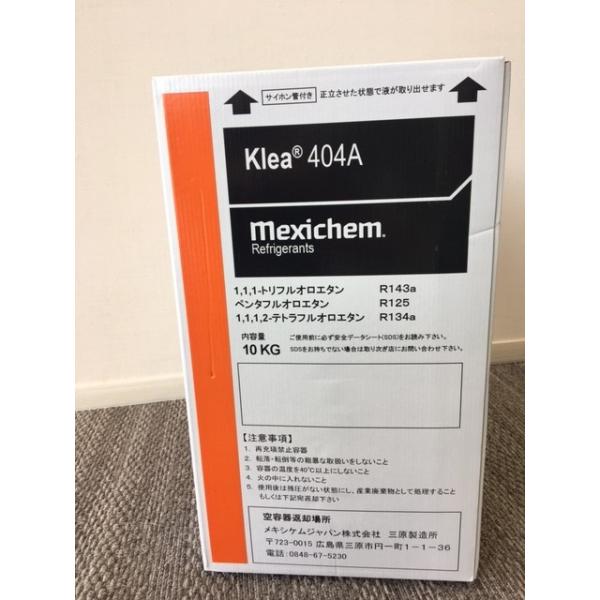 サイホン管付き 正立させた状態で液が取り出せます
Klea® 404A
mexichem.
Refrigerants
1,1,1-トリフルオロエタン R143a
ペンタフルオロエタン R125
1,1,1,2-テトラフルオロエタン R134a
内容量 ご使用前に必ず安全データシート(SDS)をお読み下さい。
10 KG SDSをお持ちでない場合は取り次ぎ店にお問い合わせ下さい。
【注意事項】
1. 再充填禁止容器
2. 転落・転倒等の粗暴な取扱いをしないこと
3. 容器の温度を40℃以上にしないこと
4. 火の中に入れないこと
5. 使用後は残圧がない状態にし、産業廃棄物として処理すること
もしくは下記宛返却下さい
空容器返却場所
メキシケムジャパン株式会社 三原製造所
〒723-0015 広島県三原市円一町1-1-36
電話:0848-67-5230